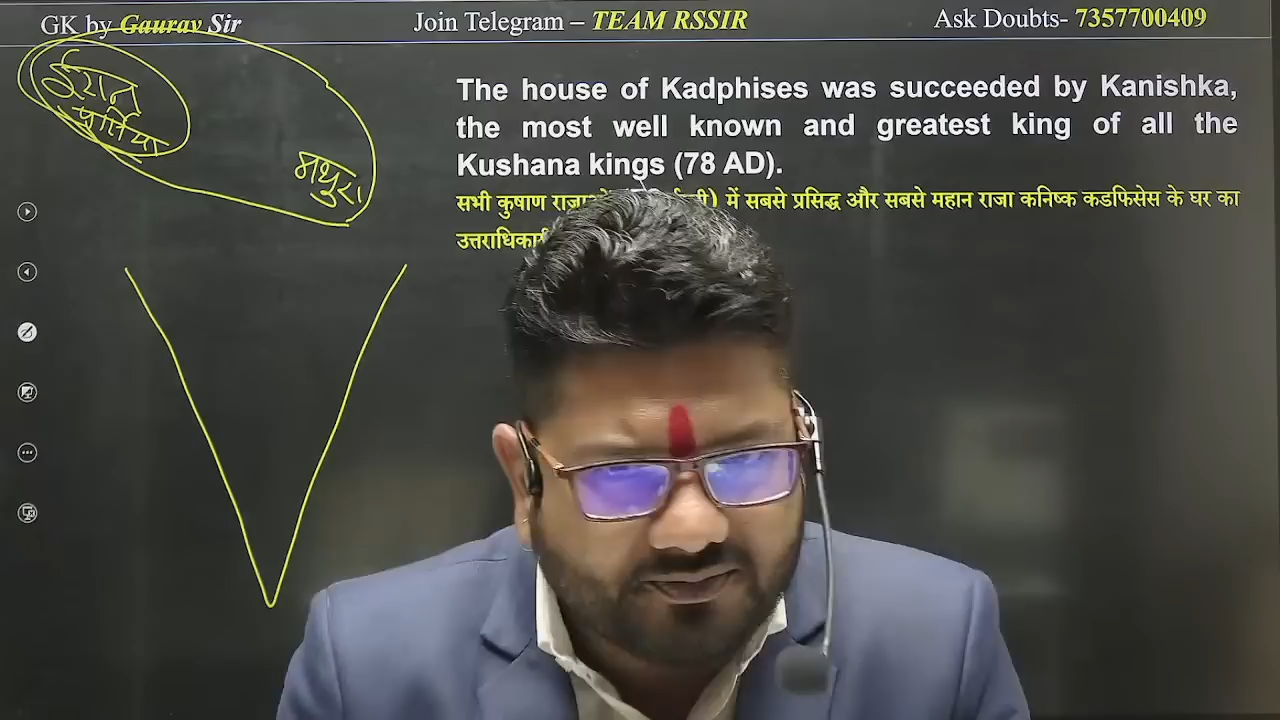 GK by Gaurav Sir
Join Telegram – TEAM RSSIR
Ask Doubts- 7357700409
ईरान
पार्थिया
मथुरा
The house of Kadphises was succeeded by Kanishka,
the most well known and greatest king of all the
Kushana kings (78 AD).
सभी कुषाण में सबसे प्रसिद्ध और सबसे महान राजा कनिष्क कडफिसेस के घर का